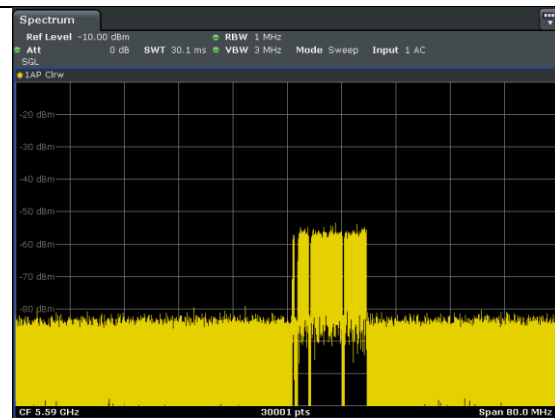 Spectrum
Ref Level -10.00 dBm RBW 1 MHz
Att 0 dB SWT 30.1 ms VBW 3 MHz Mode Sweep Input 1 AC
SGL
1AP Clrw
-20 dBm
-30 dBm
-40 dBm
-50 dBm
-60 dBm
-70 dBm
-80 dBm
CF 5.59 GHz 30001 pts Span 80.0 MHz